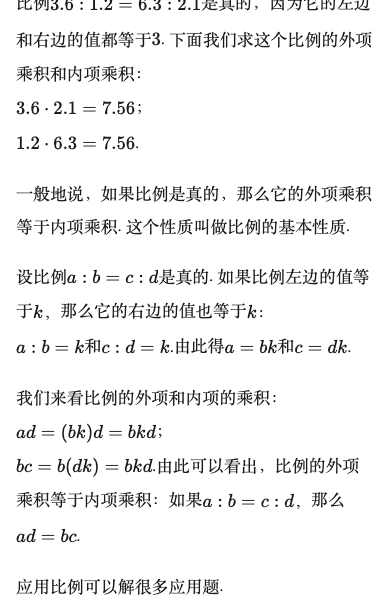 比例3.6 : 1.2 = 6.3 : 2.1是真的，因为它的左边
和右边的值都等于3. 下面我们求这个比例的外项
乘积和内项乘积：
3.6 · 2.1 = 7.56；
1.2 · 6.3 = 7.56.
一般地说，如果比例是真的，那么它的外项乘积
等于内项乘积. 这个性质叫做比例的基本性质.
设比例a : b = c : d是真的. 如果比例左边的值等
于k，那么它的右边的值也等于k：
a : b = k和c : d = k.由此得a = bk和c = dk.
我们来看比例的外项和内项的乘积：
ad = (bk)d = bkd；
bc = b(dk) = bkd.由此可以看出，比例的外项
乘积等于内项乘积：如果a : b = c : d，那么
ad = bc.
应用比例可以解很多应用题.